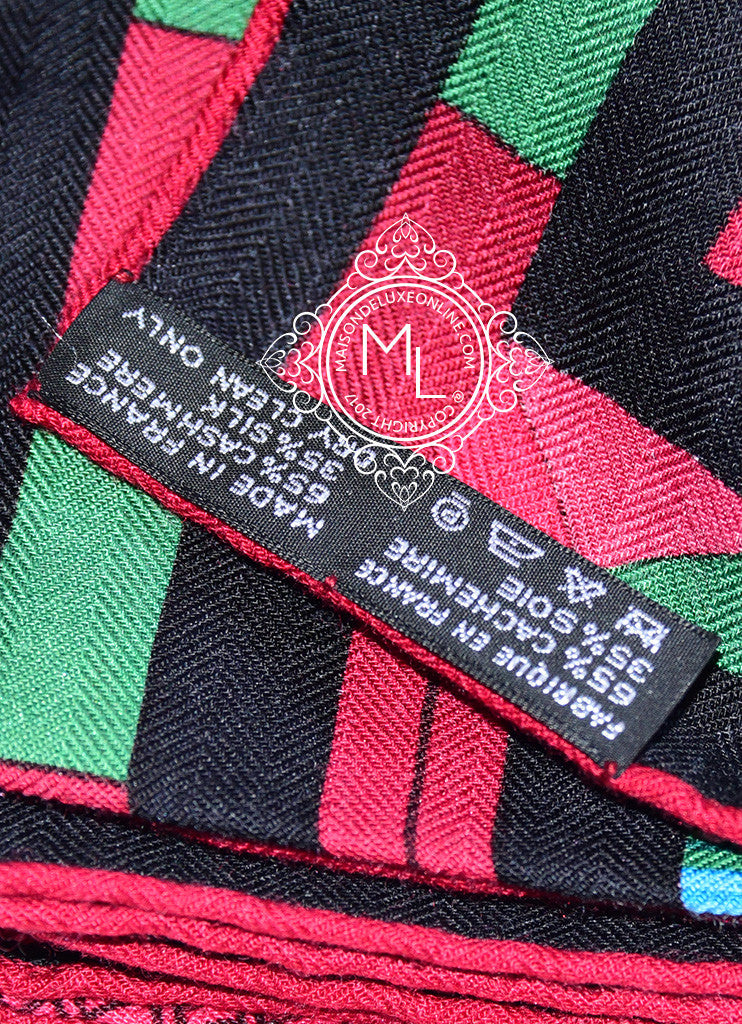 MADE IN FRANCE
65% CASHMERE
35% SILK
DRY CLEAN ONLY
FABRIQUE EN FRANCE
65% CACHEMIRE
35% SOIE
P
MAISONDELUXEONLINE.COM
ML
@ COPYRIGHT 2017